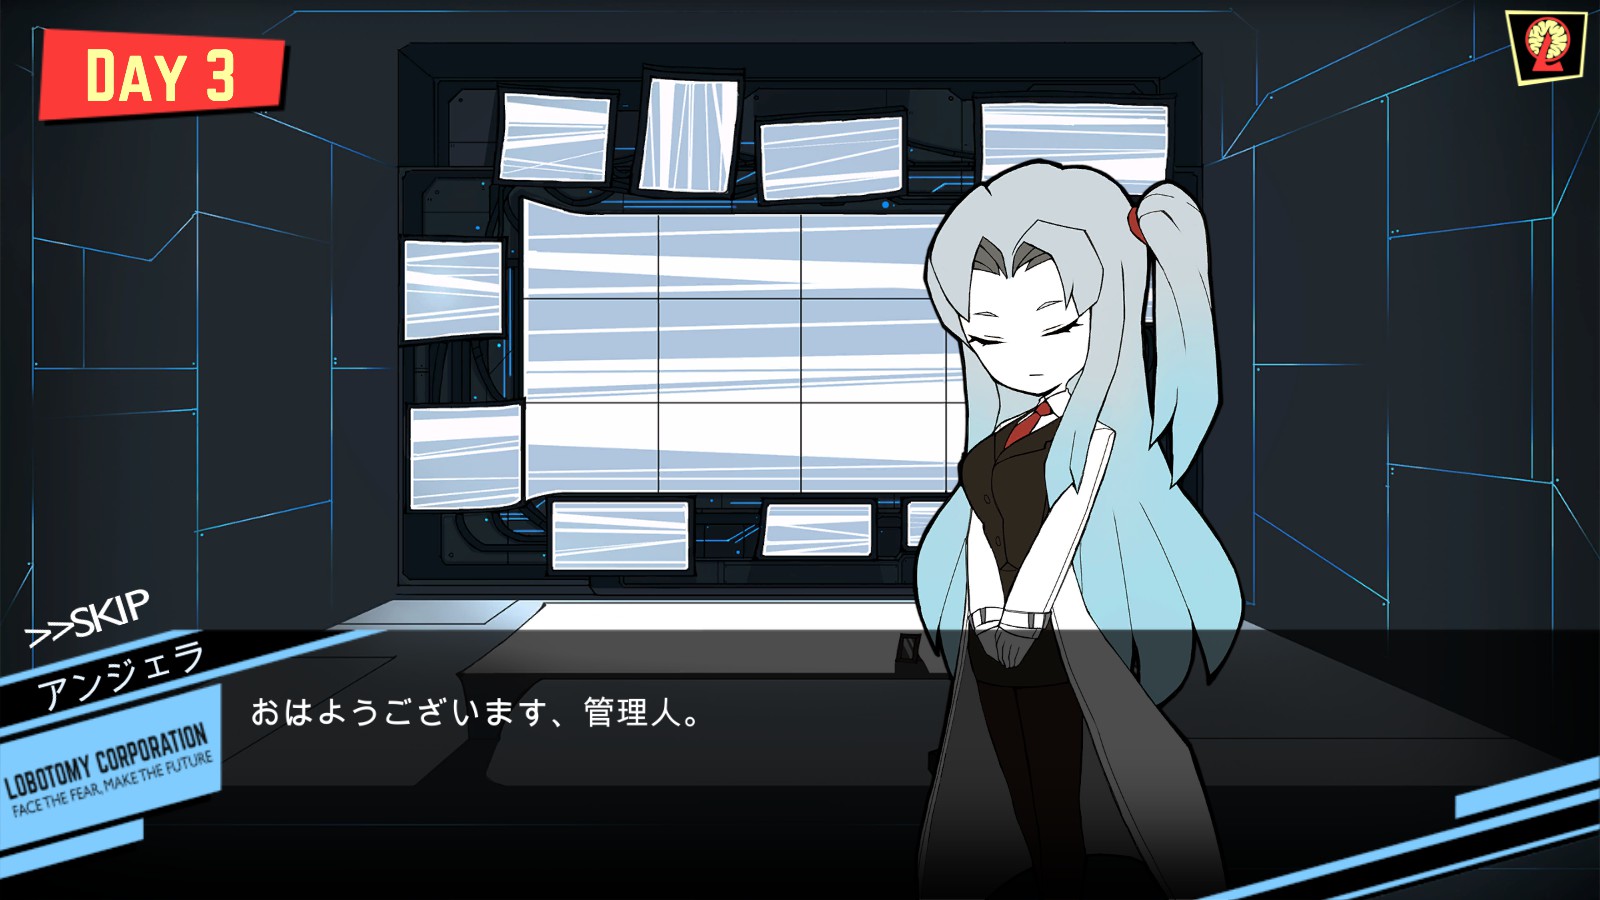 DAY 3
>>SKIP
アンジェラ
おはようございます、管理人。
LOBOTOMY CORPORATION
FACE THE FEAR, MAKE THE FUTURE